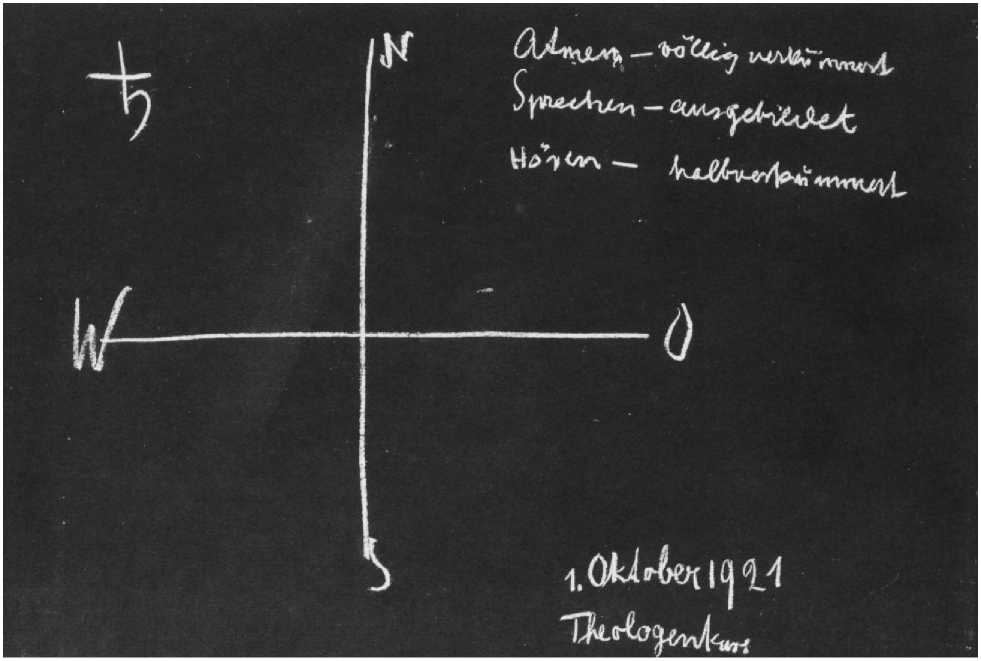 ♄
N
Atmen – völlig verkümmert
Sprechen – ausgebildet
Hören – halbverkümmert
W
O
S
1. Oktober 1921
Theologenkurs